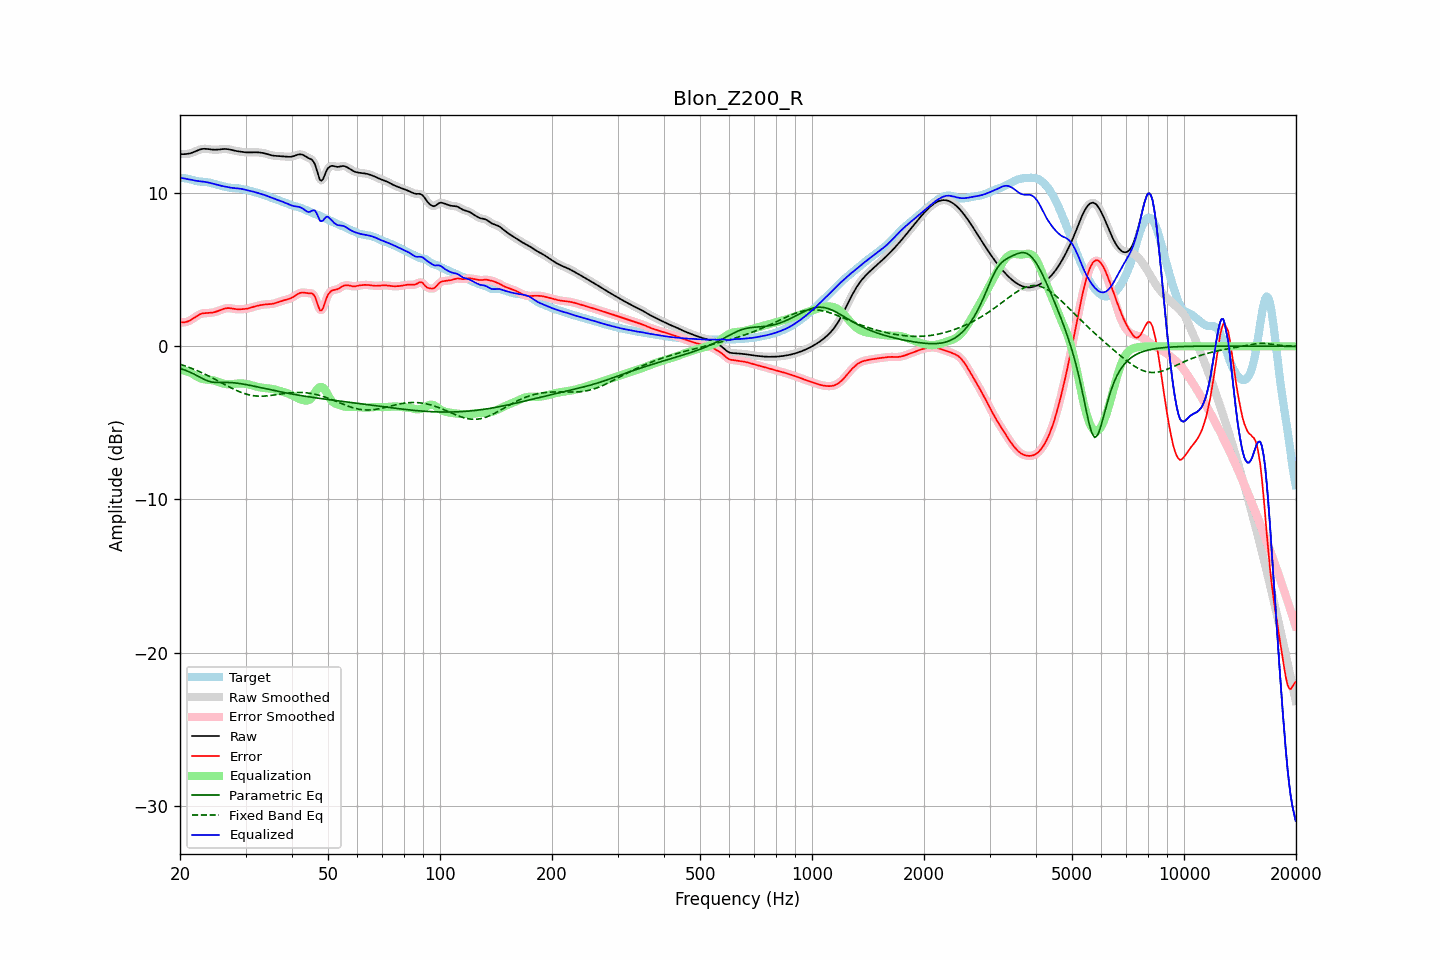 Blon_Z200_R
Amplitude (dBr)
10
0
−10
−20
−30
Target
Raw Smoothed
Error Smoothed
Raw
Error
Equalization
Parametric Eq
Fixed Band Eq
Equalized
20 50 100 200 500 1000 2000 5000 10000 20000
Frequency (Hz)